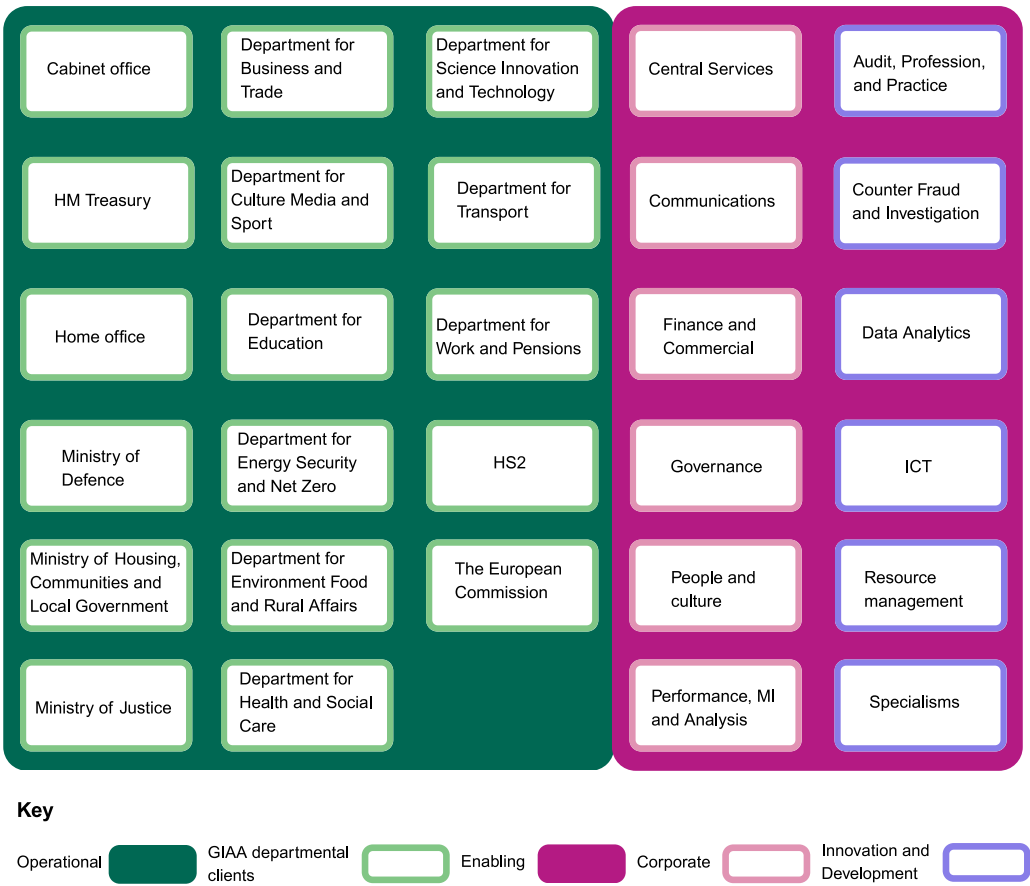 Cabinet office
Department for
Business and
Trade
Department for
Science Innovation
and Technology
Central Services
Audit, Profession,
and Practice
HM Treasury
Department for
Culture Media and
Sport
Department for
Transport
Communications
Counter Fraud
and Investigation
Home office
Department for
Education
Department for
Work and Pensions
Finance and
Commercial
Data Analytics
Ministry of
Defence
Department for
Energy Security
and Net Zero
HS2
Governance
ICT
Ministry of Housing,
Communities and
Local Government
Department for
Environment Food
and Rural Affairs
The European
Commission
People and
culture
Resource
management
Ministry of Justice
Department for
Health and Social
Care
Performance, MI
and Analysis
Specialisms
Key
Operational
GIAA departmental
clients
Enabling
Corporate
Innovation and
Development